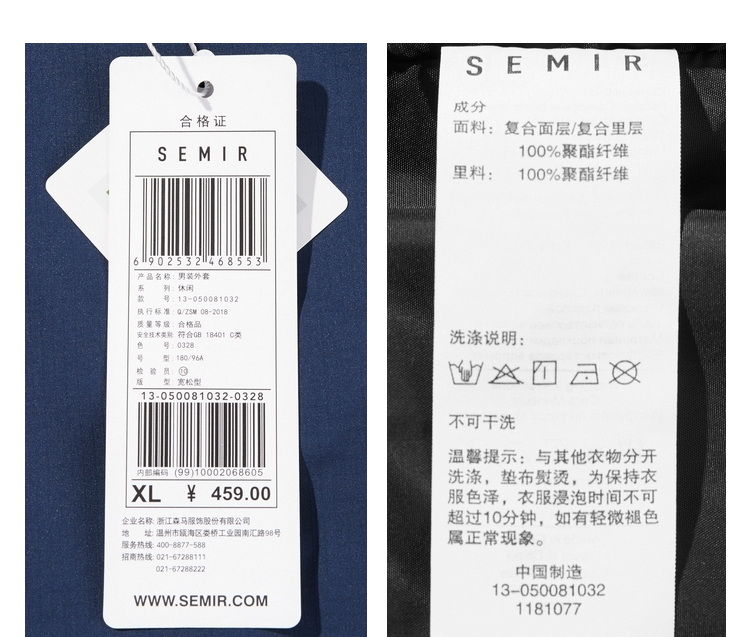 合格证
SEMIR
6 902532 468553
产品名称: 男装外套
系 列: 休闲
款 号: 13-050081032
执行标准: Q/ZSM 08-2018
质量等级: 合格品
安全技术类别 符合GB 18401 C类
色 号: 0328
号 型: 180/96A
检 验 员: ⑩
版 型: 宽松型
13-050081032-0328
内部编码 (99)10002068605
XL ¥ 459.00
企业名称: 浙江森马服饰股份有限公司
地 址: 温州市瓯海区娄桥工业园南汇路98号
服务热线: 400-8877-588
招商热线: 021-67288111
021-67288222
WWW.SEMIR.COM
SEMIR
成分
面料: 复合面层/复合里层
100%聚酯纤维
里料: 100%聚酯纤维
洗涤说明:
不可干洗
温馨提示: 与其他衣物分开
洗涤, 垫布熨烫, 为保持衣
服色泽, 衣服浸泡时间不可
超过10分钟, 如有轻微褪色
属正常现象。
中国制造
13-050081032
1181077